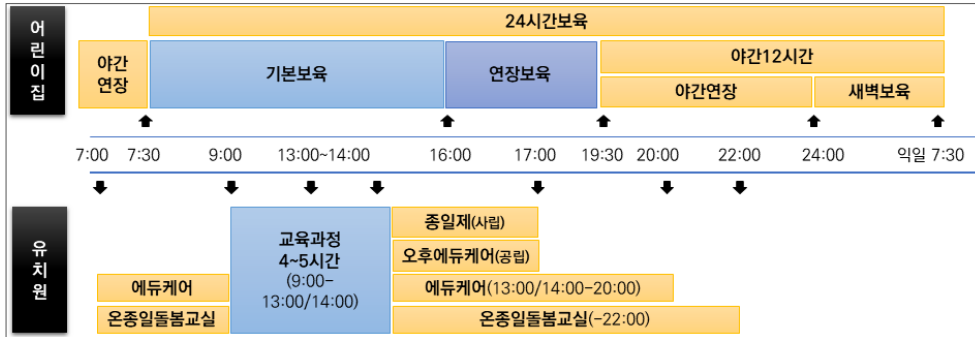 어린이집
24시간보육
야간
연장
기본보육
연장보육
야간12시간
야간연장
새벽보육
7:00 7:30 9:00 13:00~14:00 16:00 17:00 19:30 20:00 22:00 24:00 익일 7:30
유치원
교육과정
4~5시간
(9:00-
13:00/14:00)
종일제(사립)
오후에듀케어(공립)
에듀케어
에듀케어(13:00/14:00-20:00)
온종일돌봄교실
온종일돌봄교실(-22:00)